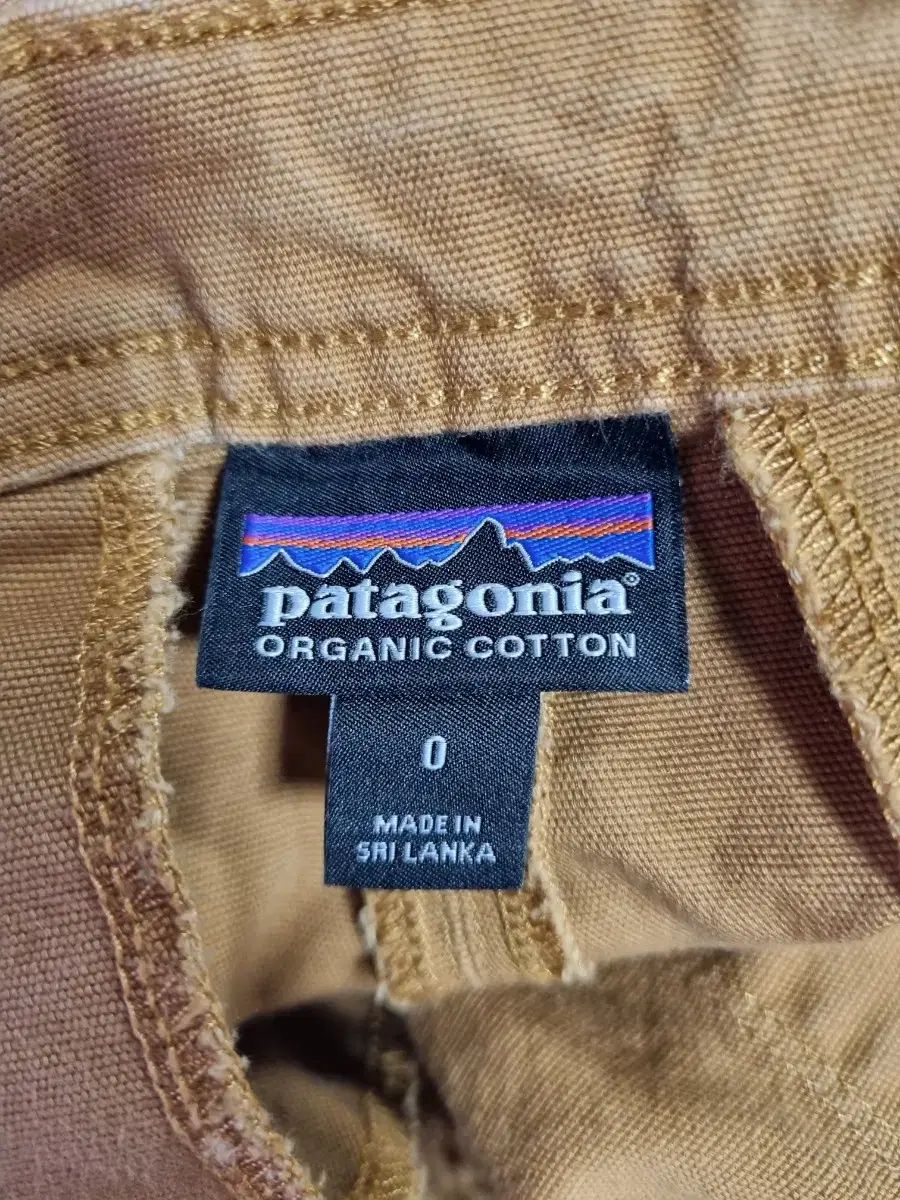 patagonia®
ORGANIC COTTON
0
MADE IN
SRI LANKA